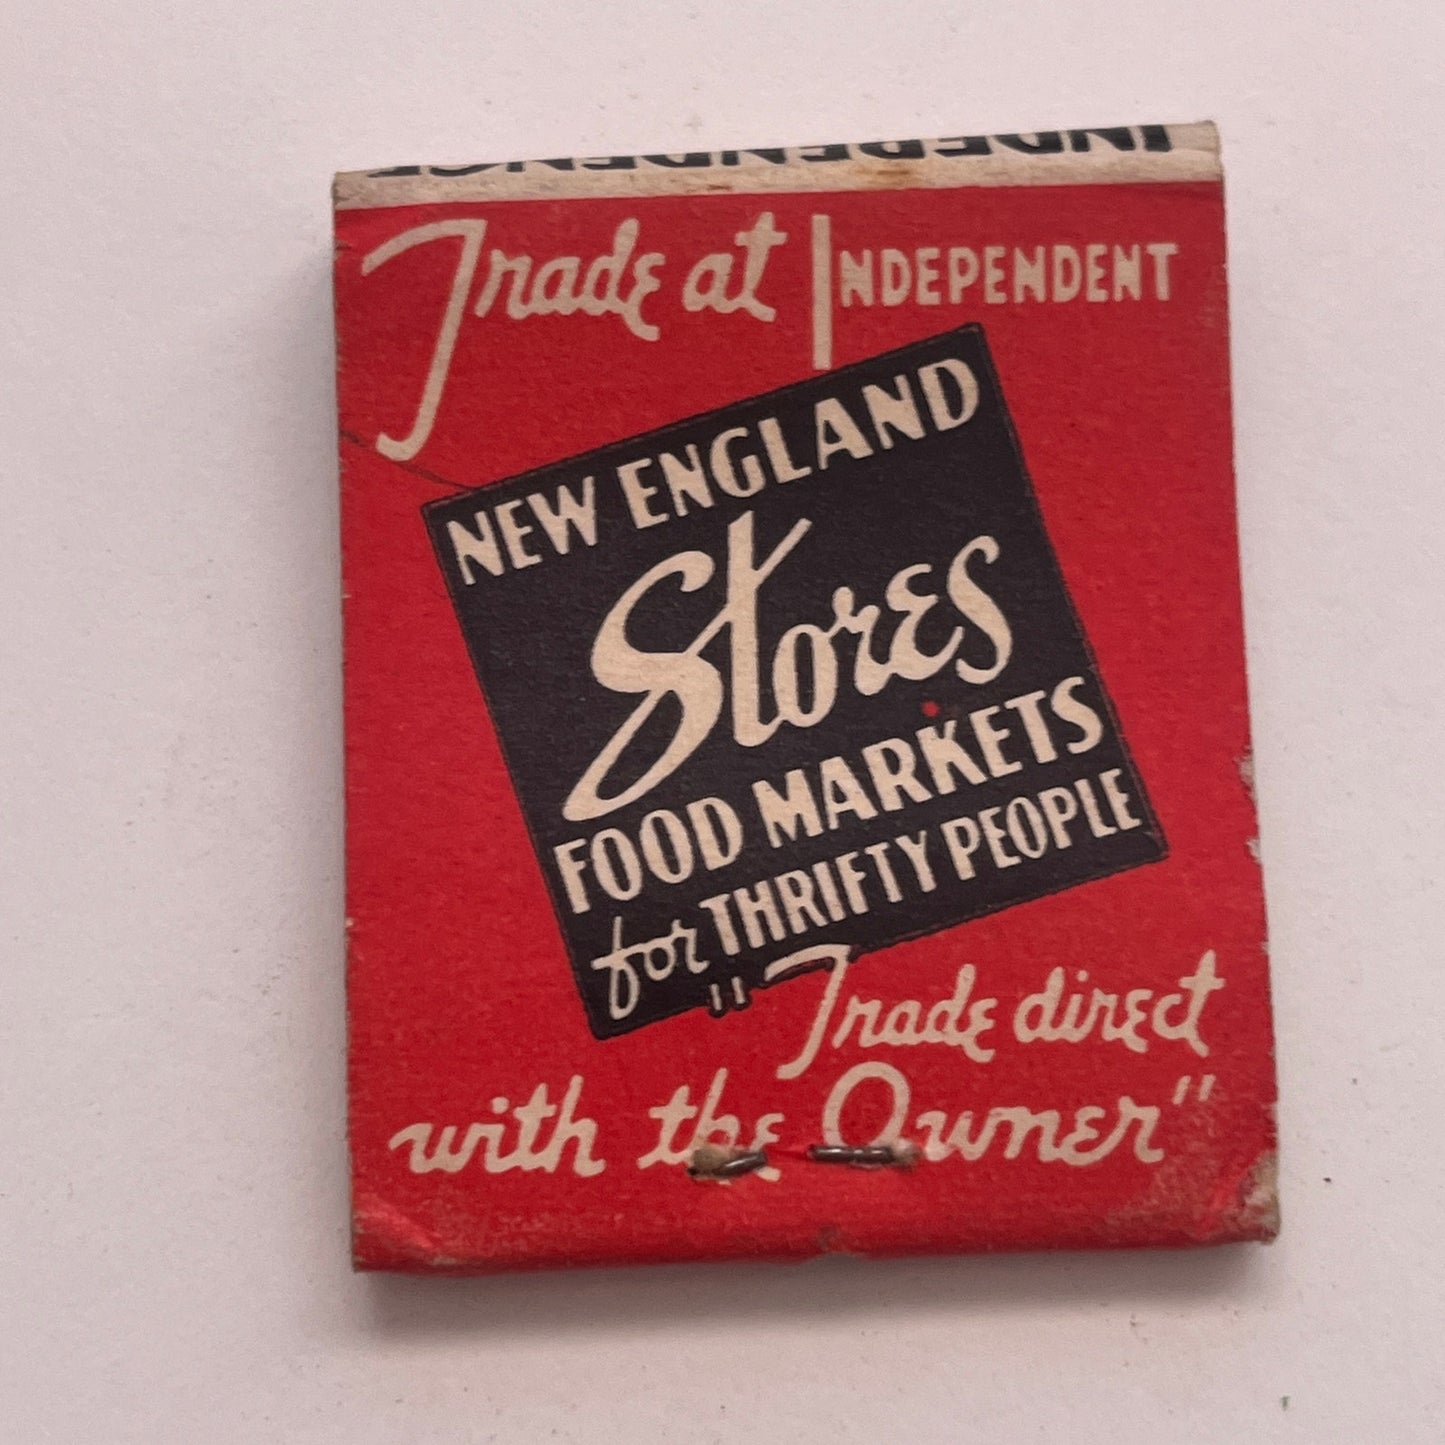 INDEPENDENCE
Trade at INDEPENDENT
NEW ENGLAND
Stores
FOOD MARKETS
for THRIFTY PEOPLE
"Trade direct
with the Owner"